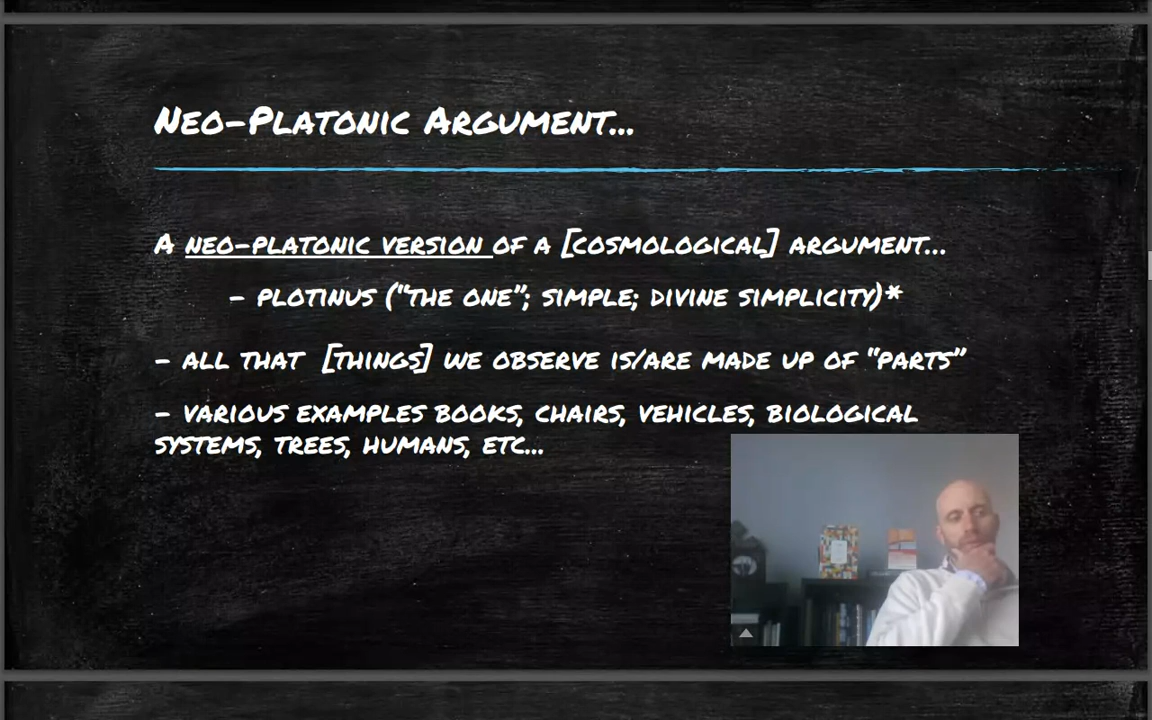 Neo-Platonic Argument...
A neo-platonic version of a [cosmological] argument...
- Plotinus ("the One"; simple; divine simplicity)*
- All that [things] we observe is/are made up of "parts"
- Various examples books, chairs, vehicles, biological
systems, trees, humans, etc...